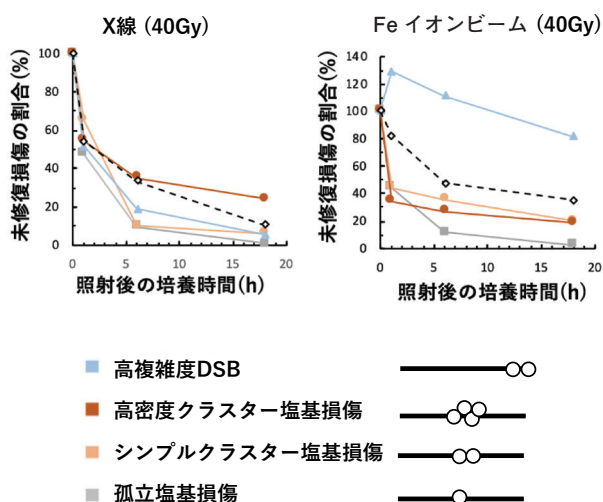 X線 (40Gy)
未修復損傷の割合(%)
100
80
60
40
20
0
0
5
10
15
20
照射後の培養時間(h)
Fe イオンビーム (40Gy)
未修復損傷の割合(%)
140
120
100
80
60
40
20
0
0
5
10
15
20
照射後の培養時間(h)
高複雑度DSB
高密度クラスター塩基損傷
シンプルクラスター塩基損傷
孤立塩基損傷